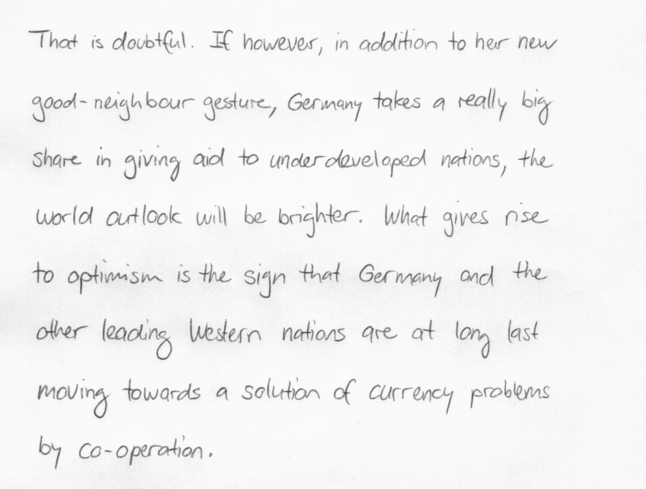 That is doubtful. If however, in addition to her new
good-neighbour gesture, Germany takes a really big
share in giving aid to underdeveloped nations, the
world outlook will be brighter. What gives rise
to optimism is the sign that Germany and the
other leading Western nations are at long last
moving towards a solution of currency problems
by co-operation.